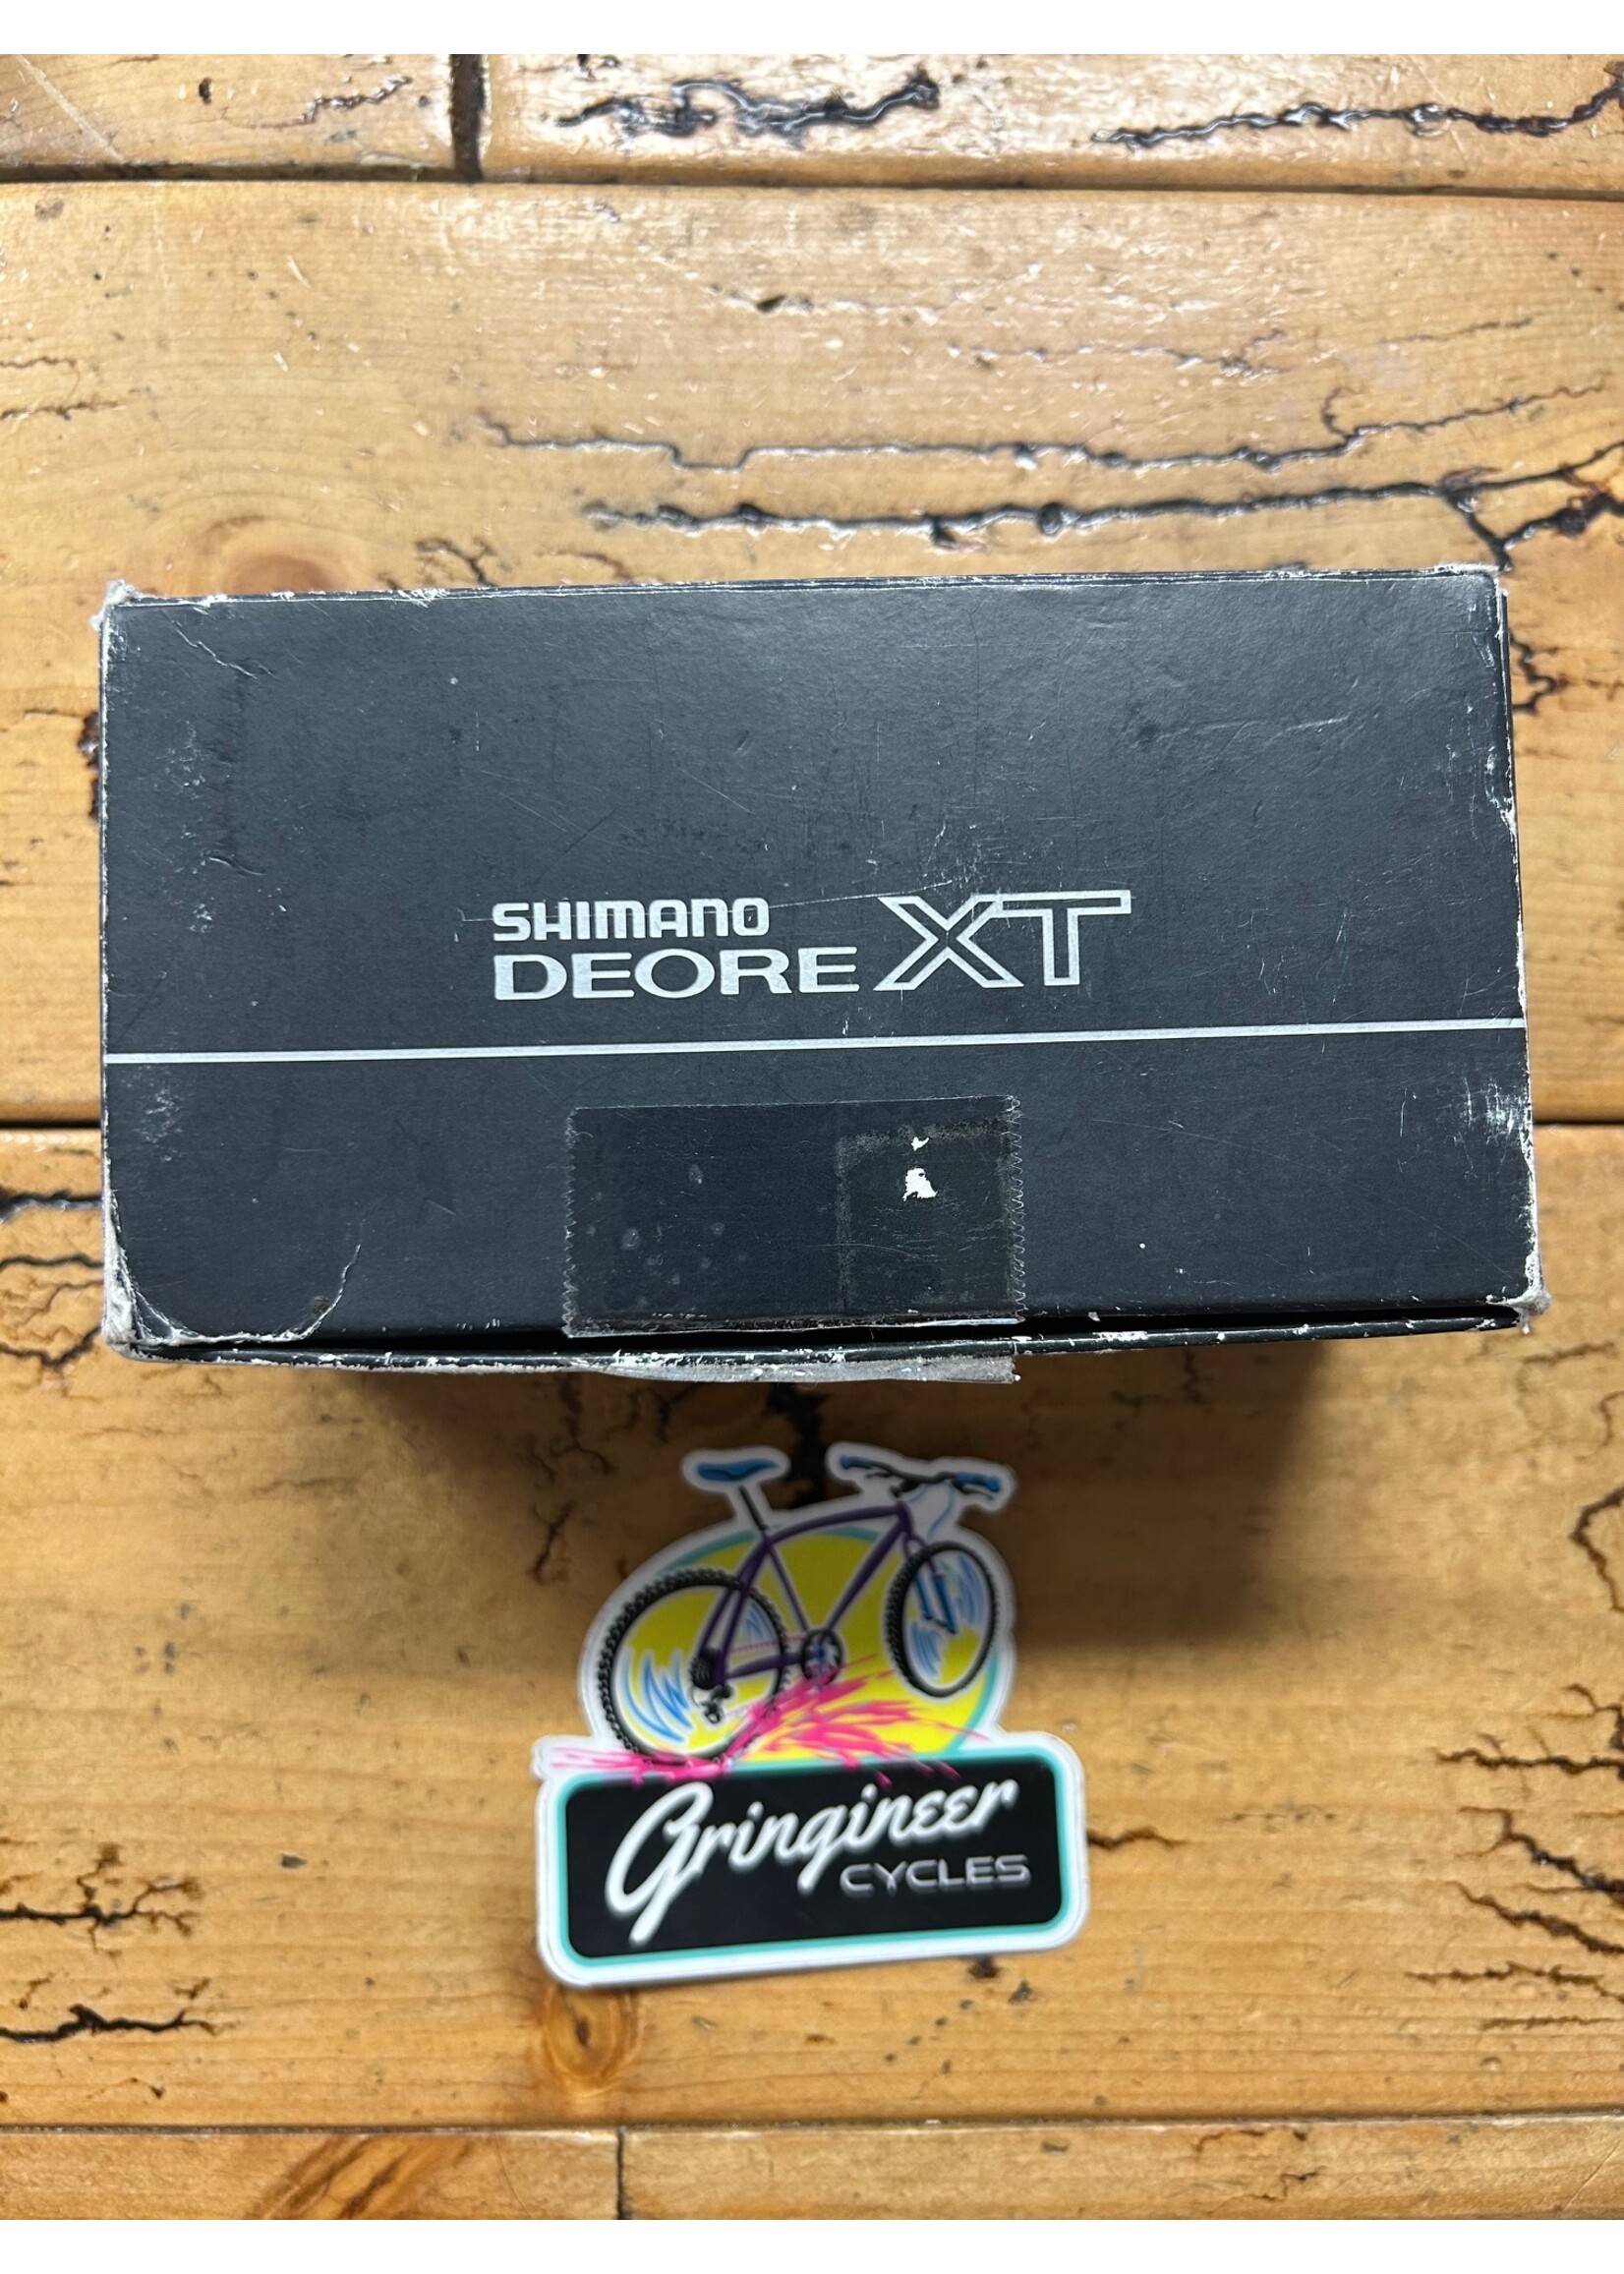 SHIMANO
DEORE XT
Gringineer
CYCLES